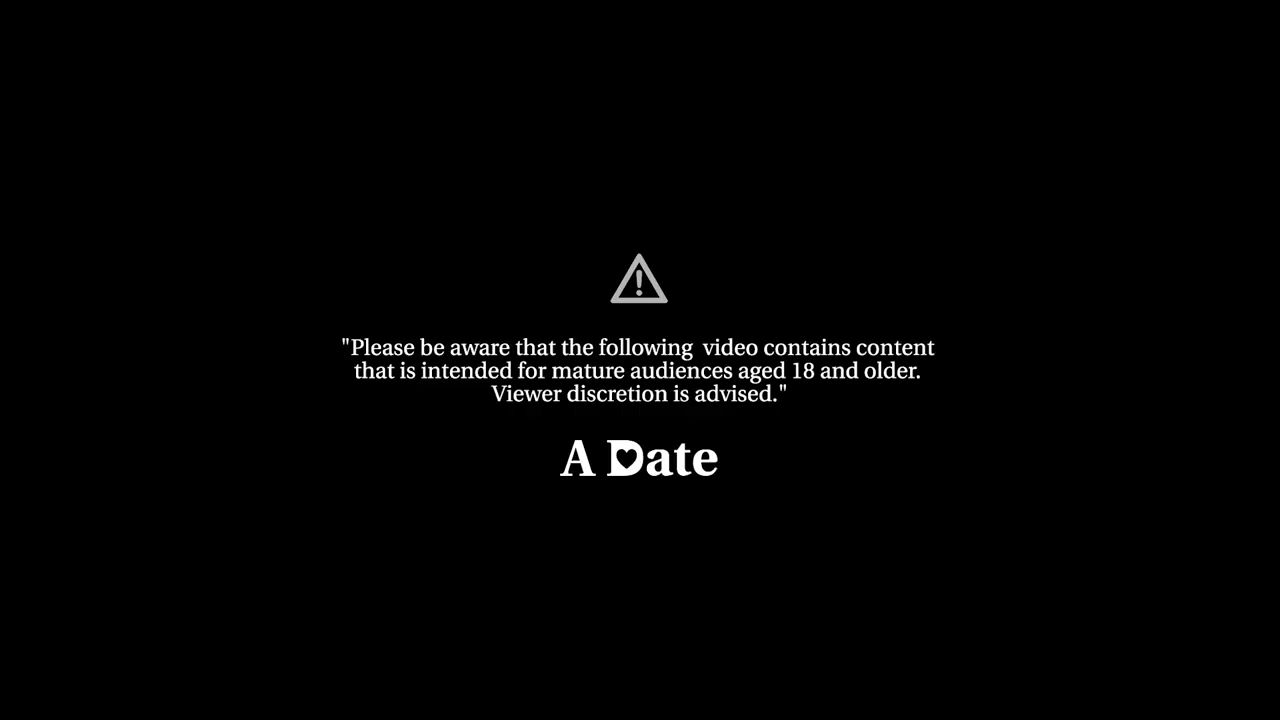 "Please be aware that the following  video contains content
that is intended for mature audiences aged 18 and older.
Viewer discretion is advised."
A Date